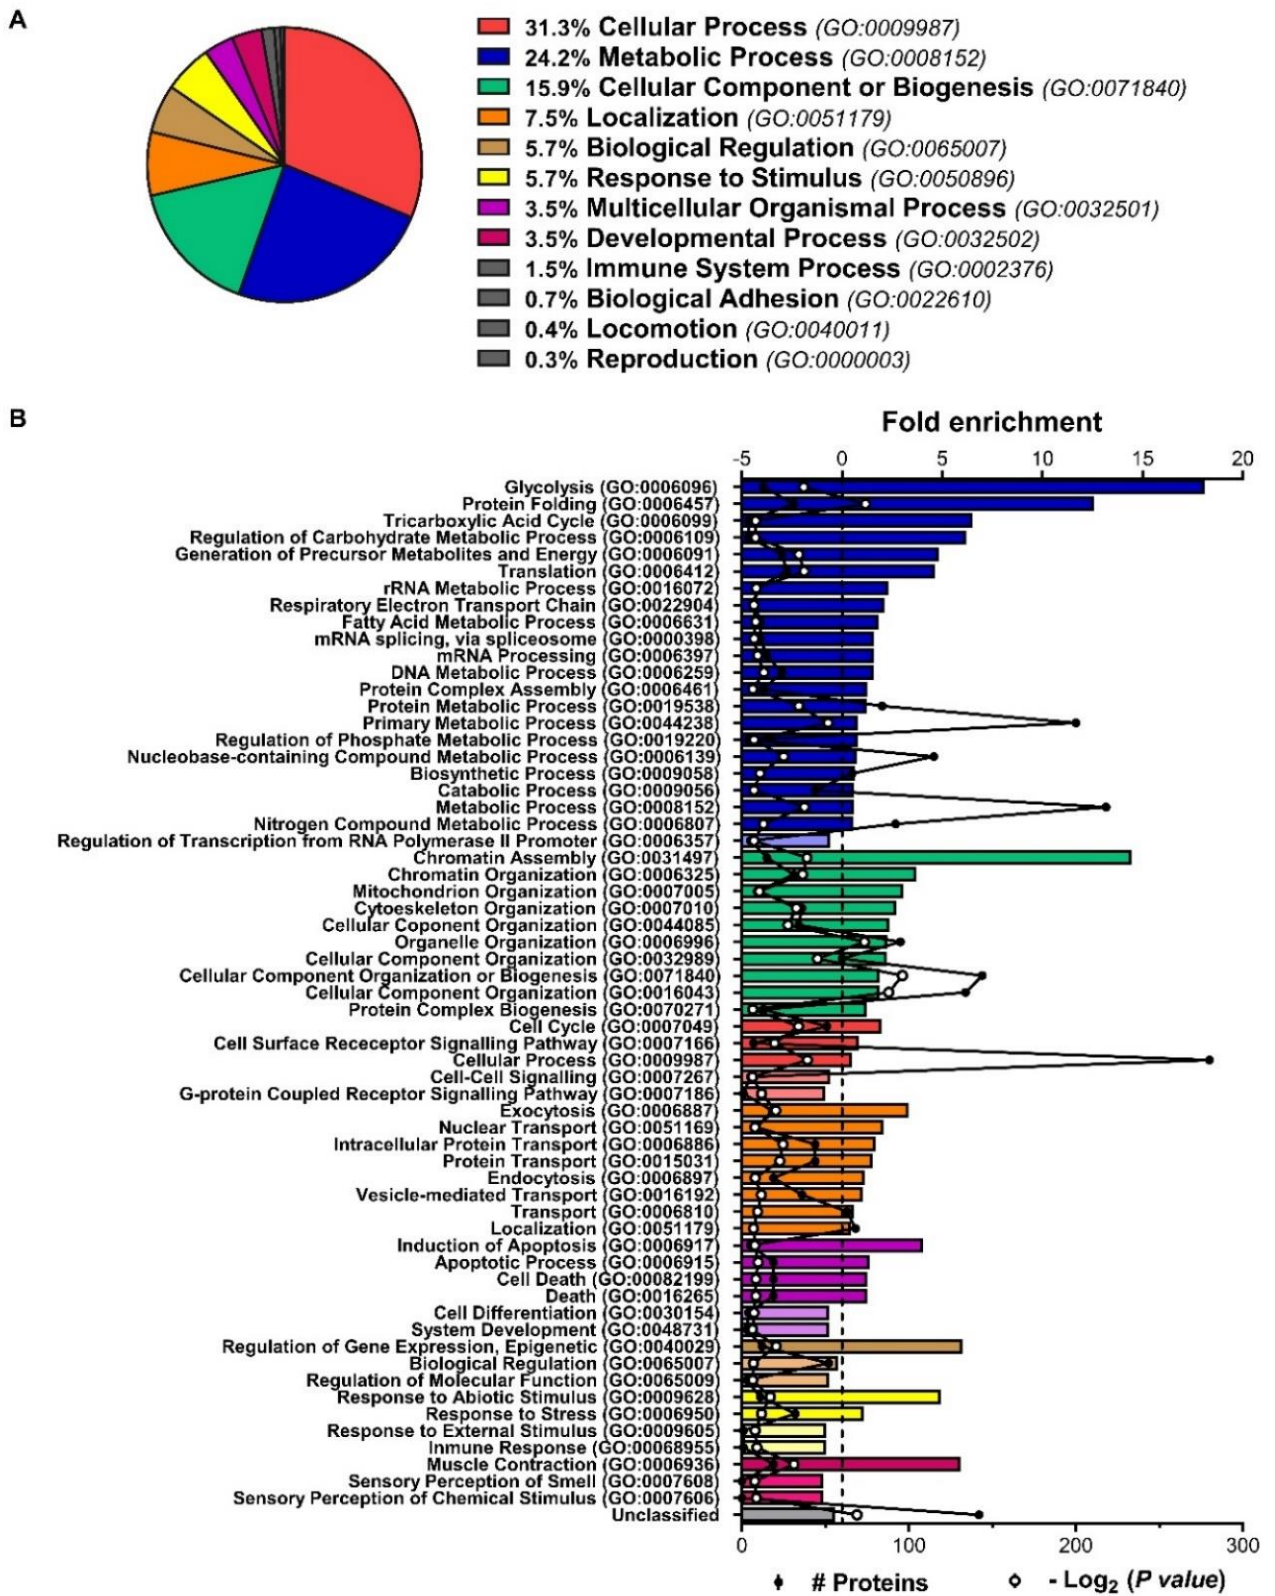 A
31.3% Cellular Process (GO:0009987)
24.2% Metabolic Process (GO:0008152)
15.9% Cellular Component or Biogenesis (GO:0071840)
7.5% Localization (GO:0051179)
5.7% Biological Regulation (GO:0065007)
5.7% Response to Stimulus (GO:0050896)
3.5% Multicellular Organismal Process (GO:0032501)
3.5% Developmental Process (GO:0032502)
1.5% Immune System Process (GO:0002376)
0.7% Biological Adhesion (GO:0022610)
0.4% Locomotion (GO:0040011)
0.3% Reproduction (GO:0000003)
B
Fold enrichment
-5 0 5 10 15 20
Glycolysis (GO:0006096)
Protein Folding (GO:0006457)
Tricarboxylic Acid Cycle (GO:0006099)
Regulation of Carbohydrate Metabolic Process (GO:0006109)
Generation of Precursor Metabolites and Energy (GO:0006091)
Translation (GO:0006412)
rRNA Metabolic Process (GO:0016072)
Respiratory Electron Transport Chain (GO:0022904)
Fatty Acid Metabolic Process (GO:0006631)
mRNA splicing, via spliceosome (GO:0000398)
mRNA Processing (GO:0006397)
DNA Metabolic Process (GO:0006259)
Protein Complex Assembly (GO:0006461)
Protein Metabolic Process (GO:0019538)
Primary Metabolic Process (GO:0044238)
Regulation of Phosphate Metabolic Process (GO:0019220)
Nucleobase-containing Compound Metabolic Process (GO:0006139)
Biosynthetic Process (GO:0009058)
Catabolic Process (GO:0009056)
Metabolic Process (GO:0008152)
Nitrogen Compound Metabolic Process (GO:0006807)
Regulation of Transcription from RNA Polymerase II Promoter (GO:0006357)
Chromatin Assembly (GO:0031497)
Chromatin Organization (GO:0006325)
Mitochondrion Organization (GO:0007005)
Cytoeskeleton Organization (GO:0007010)
Cellular Coponent Organization (GO:0044085)
Organelle Organization (GO:0006996)
Cellular Component Organization (GO:0032989)
Cellular Component Organization or Biogenesis (GO:0071840)
Cellular Component Organization (GO:0016043)
Protein Complex Biogenesis (GO:0070271)
Cell Cycle (GO:0007049)
Cell Surface Receceptor Signalling Pathway (GO:0007166)
Cellular Process (GO:0009987)
Cell-Cell Signalling (GO:0007267)
G-protein Coupled Receptor Signalling Pathway (GO:0007186)
Exocytosis (GO:0006887)
Nuclear Transport (GO:0051169)
Intracellular Protein Transport (GO:0006886)
Protein Transport (GO:0015031)
Endocytosis (GO:0006897)
Vesicle-mediated Transport (GO:0016192)
Transport (GO:0006810)
Localization (GO:0051179)
Induction of Apoptosis (GO:0006917)
Apoptotic Process (GO:0006915)
Cell Death (GO:00082199)
Death (GO:0016265)
Cell Differentiation (GO:0030154)
System Development (GO:0048731)
Regulation of Gene Expression, Epigenetic (GO:0040029)
Biological Regulation (GO:0065007)
Regulation of Molecular Function (GO:0065009)
Response to Abiotic Stimulus (GO:0009628)
Response to Stress (GO:0006950)
Response to External Stimulus (GO:0009605)
Inmune Response (GO:00068955)
Muscle Contraction (GO:0006936)
Sensory Perception of Smell (GO:0007608)
Sensory Perception of Chemical Stimulus (GO:0007606)
Unclassified
0 100 200 300
# Proteins - Log2 (P value)